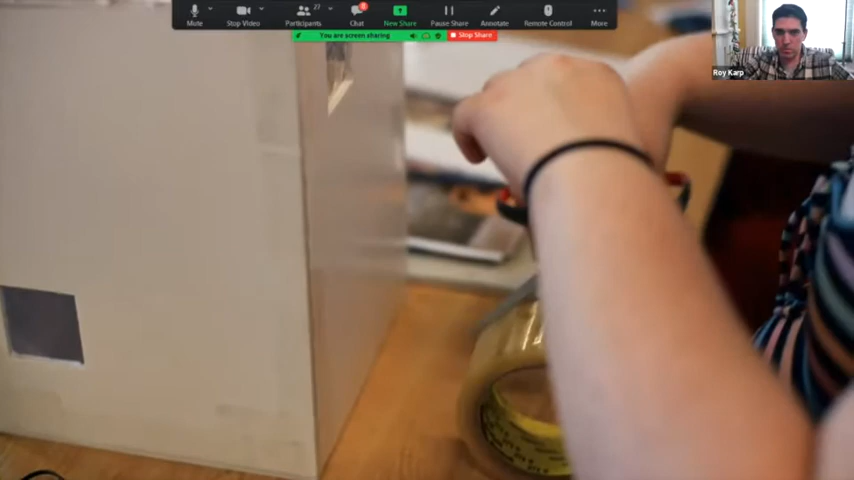 Mute
Stop Video
Participants
27
Chat
New Share
Pause Share
Annotate
Remote Control
More
You are screen sharing
Stop Share
Roy Karp